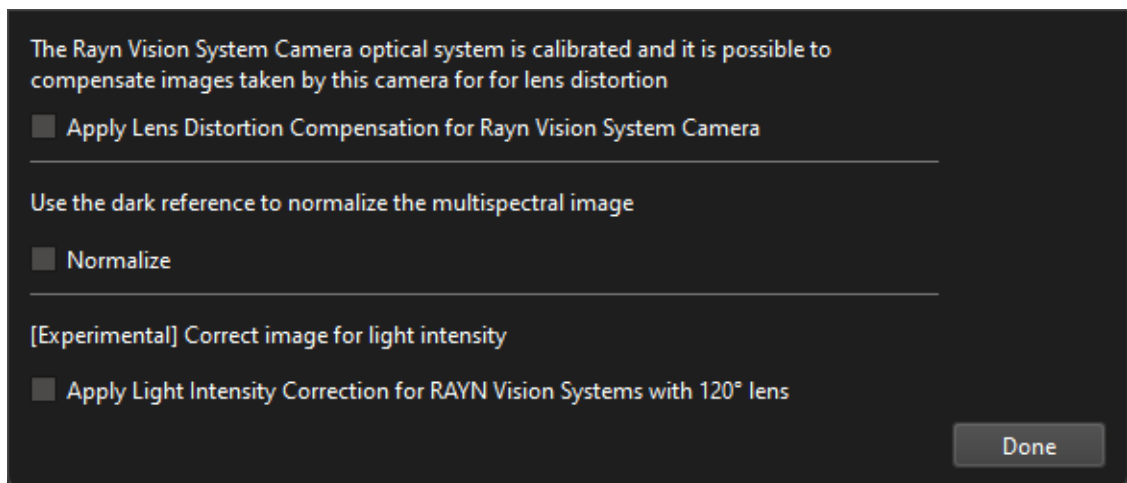 The Rayn Vision System Camera optical system is calibrated and it is possible to
compensate images taken by this camera for for lens distortion
Apply Lens Distortion Compensation for Rayn Vision System Camera
Use the dark reference to normalize the multispectral image
Normalize
[Experimental] Correct image for light intensity
Apply Light Intensity Correction for RAYN Vision Systems with 120° lens
Done